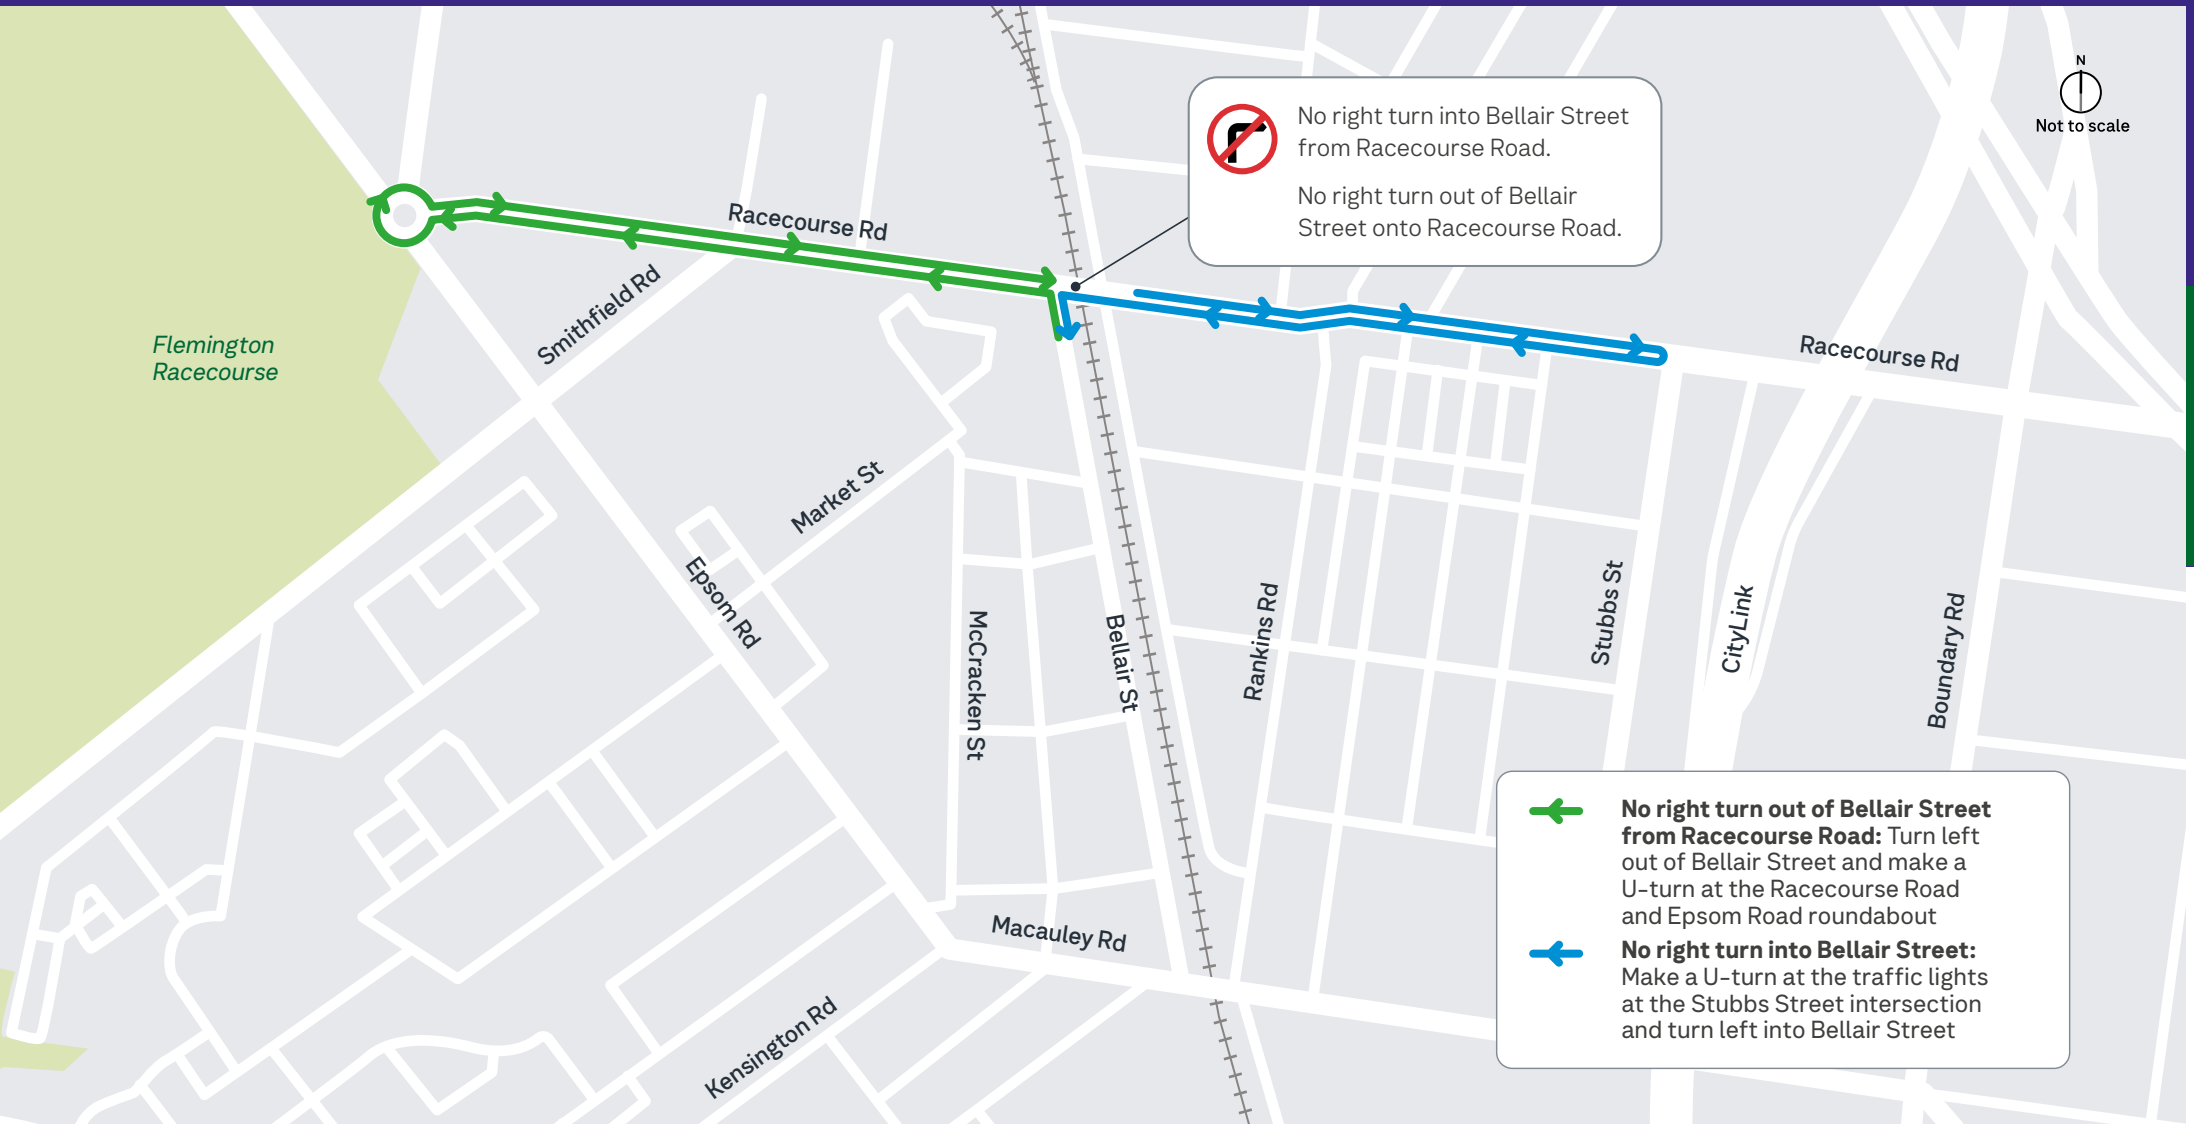 N
Not to scale
No right turn into Bellair Street
from Racecourse Road.
No right turn out of Bellair
Street onto Racecourse Road.
Racecourse Rd
Smithfield Rd
Flemington
Racecourse
Racecourse Rd
Market St
Epsom Rd
McCracken St
Bellair St
Rankins Rd
Stubbs St
CityLink
Boundary Rd
Macauley Rd
Kensington Rd
No right turn out of Bellair Street
from Racecourse Road: Turn left
out of Bellair Street and make a
U-turn at the Racecourse Road
and Epsom Road roundabout
No right turn into Bellair Street:
Make a U-turn at the traffic lights
at the Stubbs Street intersection
and turn left into Bellair Street